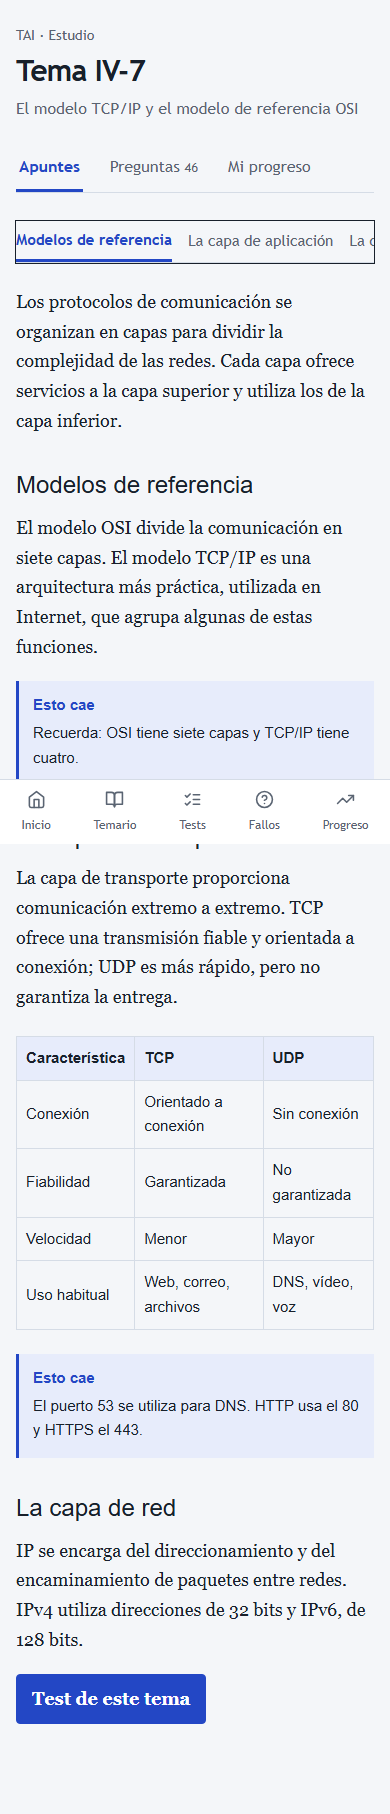 TAI · Estudio
Tema IV-7
El modelo TCP/IP y el modelo de referencia OSI
Apuntes Preguntas 46 Mi progreso
Modelos de referencia La capa de aplicación La
Los protocolos de comunicación se
organizan en capas para dividir la
complejidad de las redes. Cada capa ofrece
servicios a la capa superior y utiliza los de la
capa inferior.
Modelos de referencia
El modelo OSI divide la comunicación en
siete capas. El modelo TCP/IP es una
arquitectura más práctica, utilizada en
Internet, que agrupa algunas de estas
funciones.
Esto cae
Recuerda: OSI tiene siete capas y TCP/IP tiene
cuatro.
Inicio Temario Tests Fallos Progreso
La capa de transporte proporciona
comunicación extremo a extremo. TCP
ofrece una transmisión fiable y orientada a
conexión; UDP es más rápido, pero no
garantiza la entrega.
Característica TCP UDP
Conexión Orientado a conexión Sin conexión
Fiabilidad Garantizada No garantizada
Velocidad Menor Mayor
Uso habitual Web, correo, archivos DNS, vídeo, voz
Esto cae
El puerto 53 se utiliza para DNS. HTTP usa el 80
y HTTPS el 443.
La capa de red
IP se encarga del direccionamiento y del
encaminamiento de paquetes entre redes.
IPv4 utiliza direcciones de 32 bits y IPv6, de
128 bits.
Test de este tema